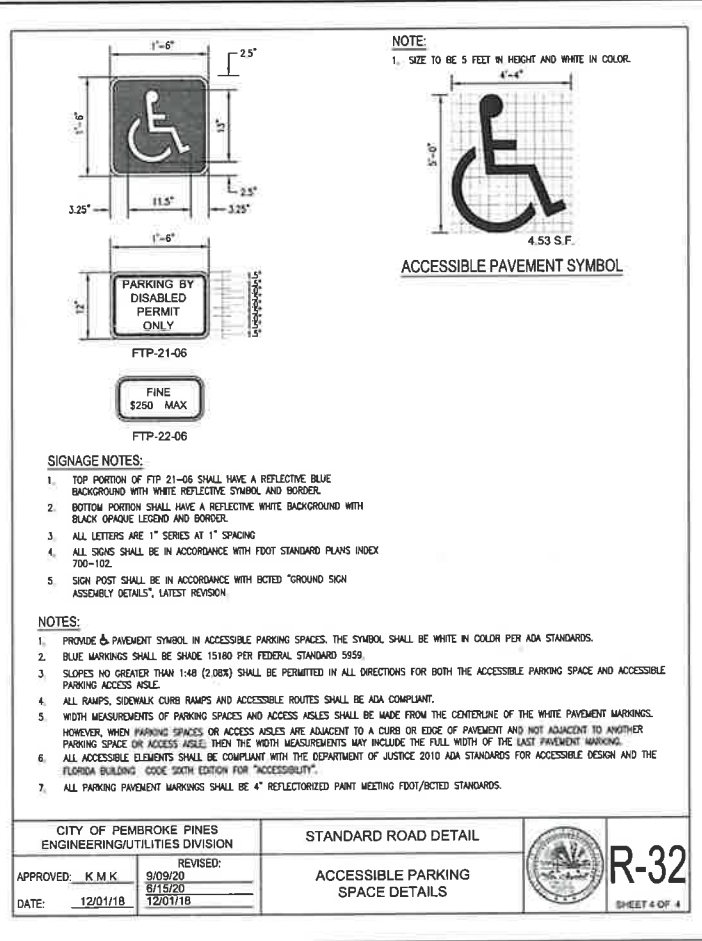 1'-6"
2.5"
1'-6"
13"
2.5"
3.25"
11.5"
3.25"
NOTE:
1. SIZE TO BE 5 FEET IN HEIGHT AND WHITE IN COLOR.
4'-4"
5'-0"
4.53 S.F.
ACCESSIBLE PAVEMENT SYMBOL
1'-6"
12"
PARKING BY
DISABLED
PERMIT
ONLY
FTP-21-06
FINE
$250 MAX
FTP-22-06
SIGNAGE NOTES:
1. TOP PORTION OF FTP 21-06 SHALL HAVE A REFLECTIVE BLUE
BACKGROUND WITH WHITE REFLECTIVE SYMBOL AND BORDER.
2. BOTTOM PORTION SHALL HAVE A REFLECTIVE WHITE BACKGROUND WITH
BLACK OPAQUE LEGEND AND BORDER.
3. ALL LETTERS ARE 1" SERIES AT 1" SPACING
4. ALL SIGNS SHALL BE IN ACCORDANCE WITH FDOT STANDARD PLANS INDEX
700-102.
5. SIGN POST SHALL BE IN ACCORDANCE WITH BCTED "GROUND SIGN
ASSEMBLY DETAILS", LATEST REVISION
NOTES:
1. PROVIDE PAVEMENT SYMBOL IN ACCESSIBLE PARKING SPACES. THE SYMBOL SHALL BE WHITE IN COLOR PER ADA STANDARDS.
2. BLUE MARKINGS SHALL BE SHADE 15180 PER FEDERAL STANDARD 595a.
3. SLOPES NO GREATER THAN 1:48 (2.08%) SHALL BE PERMITTED IN ALL DIRECTIONS FOR BOTH THE ACCESSIBLE PARKING SPACE AND ACCESSIBLE
PARKING ACCESS AISLE.
4. ALL RAMPS, SIDEWALK CURB RAMPS AND ACCESSIBLE ROUTES SHALL BE ADA COMPLIANT.
5. WIDTH MEASUREMENTS OF PARKING SPACES AND ACCESS AISLES SHALL BE MADE FROM THE CENTERLINE OF THE WHITE PAVEMENT MARKINGS.
HOWEVER, WHEN PARKING SPACES OR ACCESS AISLES ARE ADJACENT TO A CURB OR EDGE OF PAVEMENT AND NOT ADJACENT TO ANOTHER
PARKING SPACE OR ACCESS AISLE, THEN THE WIDTH MEASUREMENTS MAY INCLUDE THE FULL WIDTH OF THE LAST PAVEMENT MARKING.
6. ALL ACCESSIBLE ELEMENTS SHALL BE COMPLIANT WITH THE DEPARTMENT OF JUSTICE 2010 ADA STANDARDS FOR ACCESSIBLE DESIGN AND THE
FLORIDA BUILDING CODE SIXTH EDITION FOR "ACCESSIBILITY".
7. ALL PARKING PAVEMENT MARKINGS SHALL BE 4" REFLECTORIZED PAINT MEETING FDOT/BCTED STANDARDS.
CITY OF PEMBROKE PINES
ENGINEERING/UTILITIES DIVISION
APPROVED: K M K
DATE: 12/01/18
REVISED:
9/09/20
6/15/20
12/01/18
STANDARD ROAD DETAIL
ACCESSIBLE PARKING
SPACE DETAILS
R-32
SHEET 4 OF 4